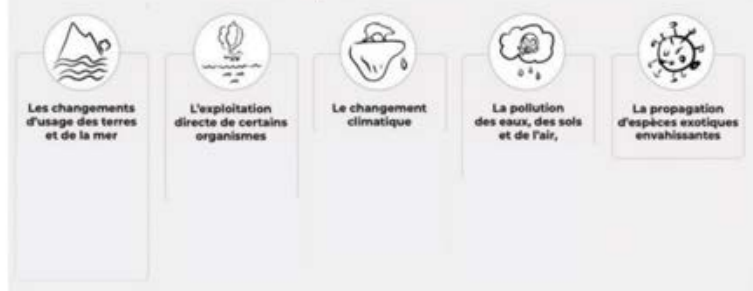 Les changements
d'usage des terres
et de la mer
L'exploitation
directe de certains
organismes
Le changement
climatique
La pollution
des eaux, des sols
et de l'air,
La propagation
d'espèces exotiques
envahissantes